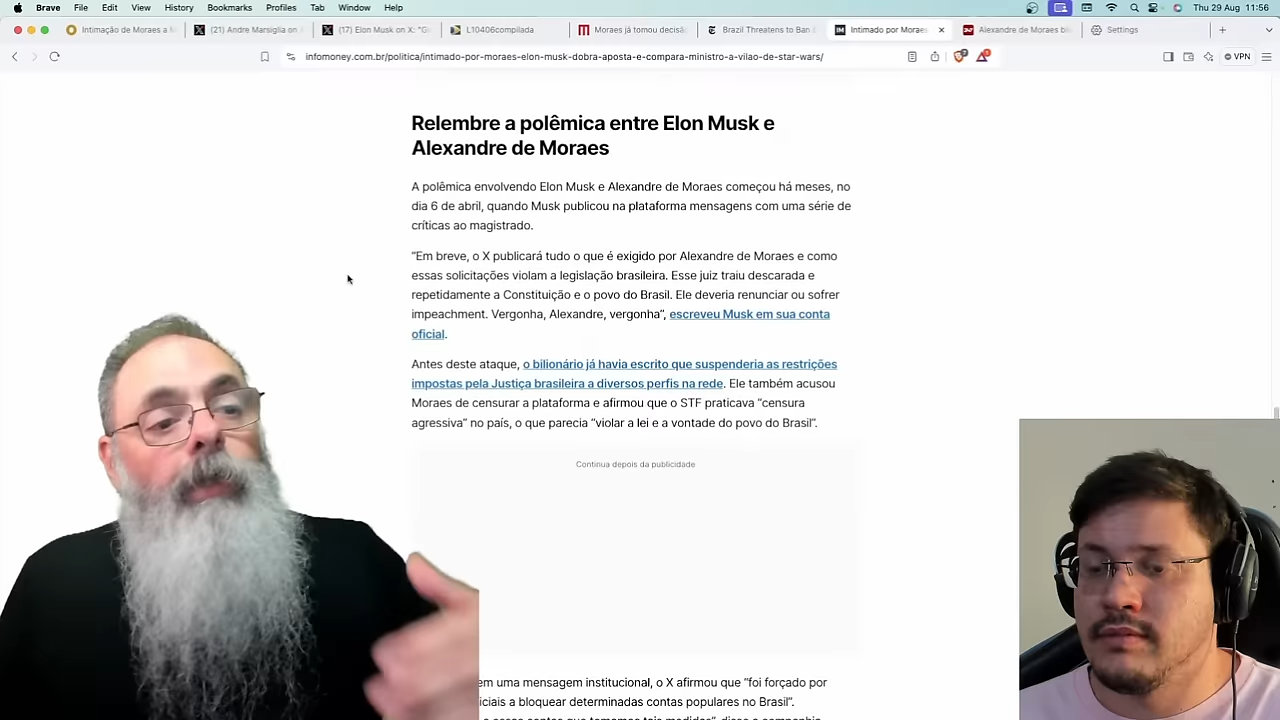 Brave File Edit View History Bookmarks Profiles Tab Window Help Thu 29 Aug 11:56
Intimação de Moraes a M (21) Andre Marsiglia on (17) Elon Musk on X: "G L10406compilada Moraes já tomou decisã Brazil Threatens to Ban Intimado por Moraes Alexandre de Moraes Settings
infomoney.com.br/politica/intimado-por-moraes-elon-musk-dobra-aposta-e-compara-ministro-a-vilao-de-star-wars/ VPN
Relembre a polêmica entre Elon Musk e
Alexandre de Moraes
A polêmica envolvendo Elon Musk e Alexandre de Moraes começou há meses, no
dia 6 de abril, quando Musk publicou na plataforma mensagens com uma série de
críticas ao magistrado.
"Em breve, o X publicará tudo o que é exigido por Alexandre de Moraes e como
essas solicitações violam a legislação brasileira. Esse juiz traiu descarada e
repetidamente a Constituição e o povo do Brasil. Ele deveria renunciar ou sofrer
impeachment. Vergonha, Alexandre, vergonha", escreveu Musk em sua conta
oficial.
Antes deste ataque, o bilionário já havia escrito que suspenderia as restrições
impostas pela Justiça brasileira a diversos perfis na rede. Ele também acusou
Moraes de censurar a plataforma e afirmou que o STF praticava "censura
agressiva" no país, o que parecia "violar a lei e a vontade do povo do Brasil".
Continua depois da publicidade
em uma mensagem institucional, o X afirmou que "foi forçado por
iciais a bloquear determinadas contas populares no Brasil".